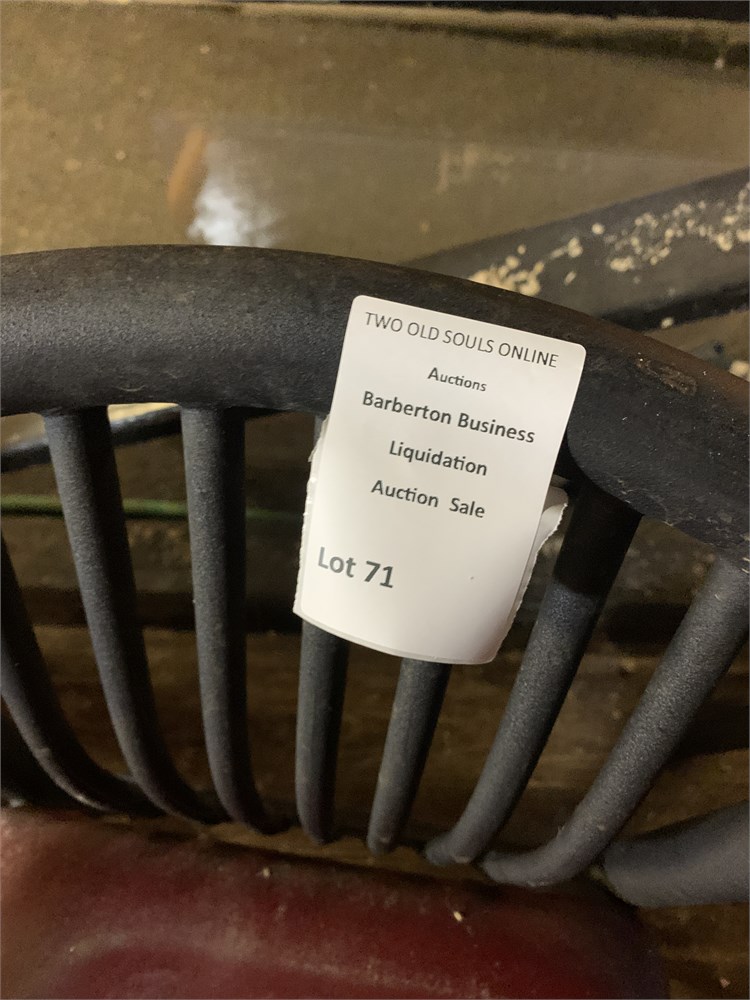 TWO OLD SOULS ONLINE
Auctions
Barberton Business
Liquidation
Auction Sale
Lot 71